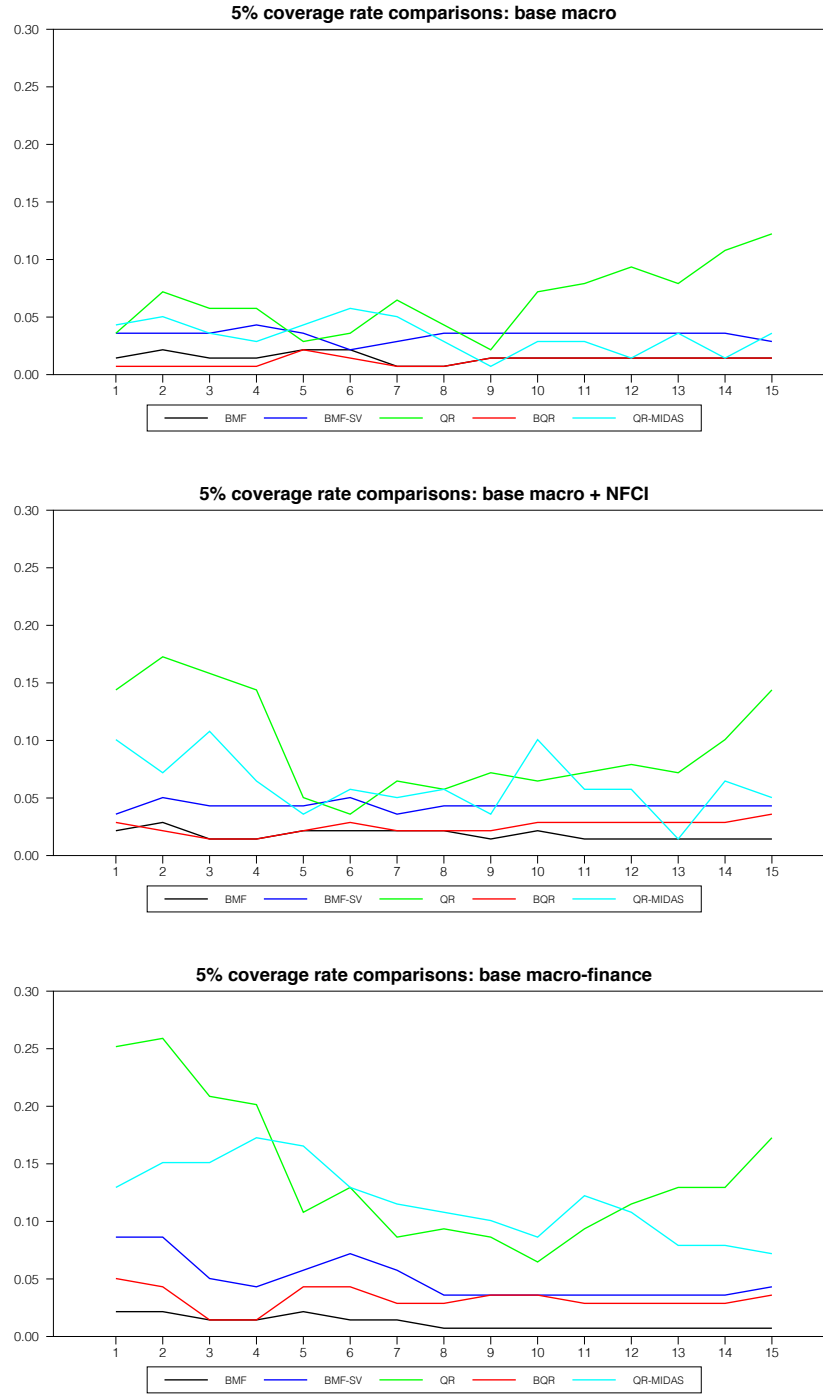 5% coverage rate comparisons: base macro
0.30
0.25
0.20
0.15
0.10
0.05
0.00
1 2 3 4 5 6 7 8 9 10 11 12 13 14 15
BMF BMF-SV QR BQR QR-MIDAS
5% coverage rate comparisons: base macro + NFCI
0.30
0.25
0.20
0.15
0.10
0.05
0.00
1 2 3 4 5 6 7 8 9 10 11 12 13 14 15
BMF BMF-SV QR BQR QR-MIDAS
5% coverage rate comparisons: base macro-finance
0.30
0.25
0.20
0.15
0.10
0.05
0.00
1 2 3 4 5 6 7 8 9 10 11 12 13 14 15
BMF BMF-SV QR BQR QR-MIDAS